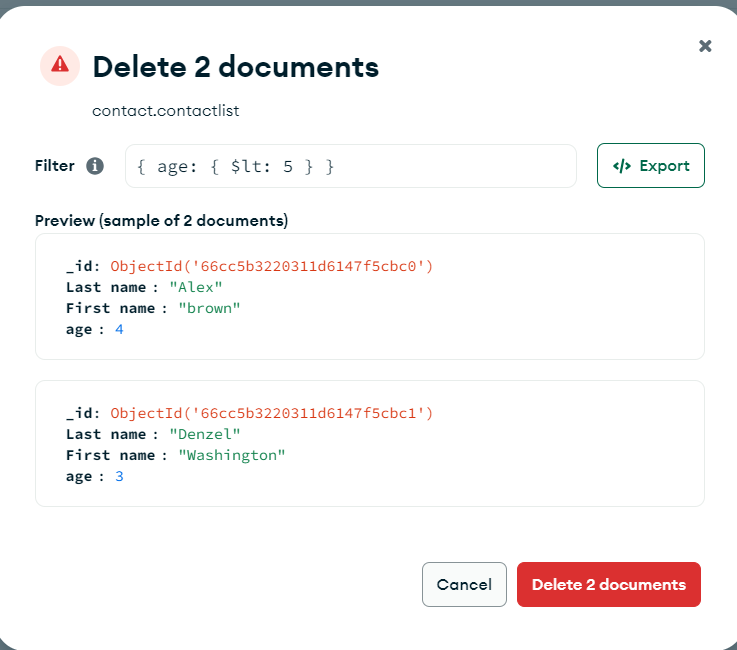 Delete 2 documents
contact.contactlist
Filter
{ age: { $lt: 5 } }
Export
Preview (sample of 2 documents)
_id: ObjectId('66cc5b3220311d6147f5cbc0')
Last name : "Alex"
First name : "brown"
age : 4
_id: ObjectId('66cc5b3220311d6147f5cbc1')
Last name : "Denzel"
First name : "Washington"
age : 3
Cancel
Delete 2 documents